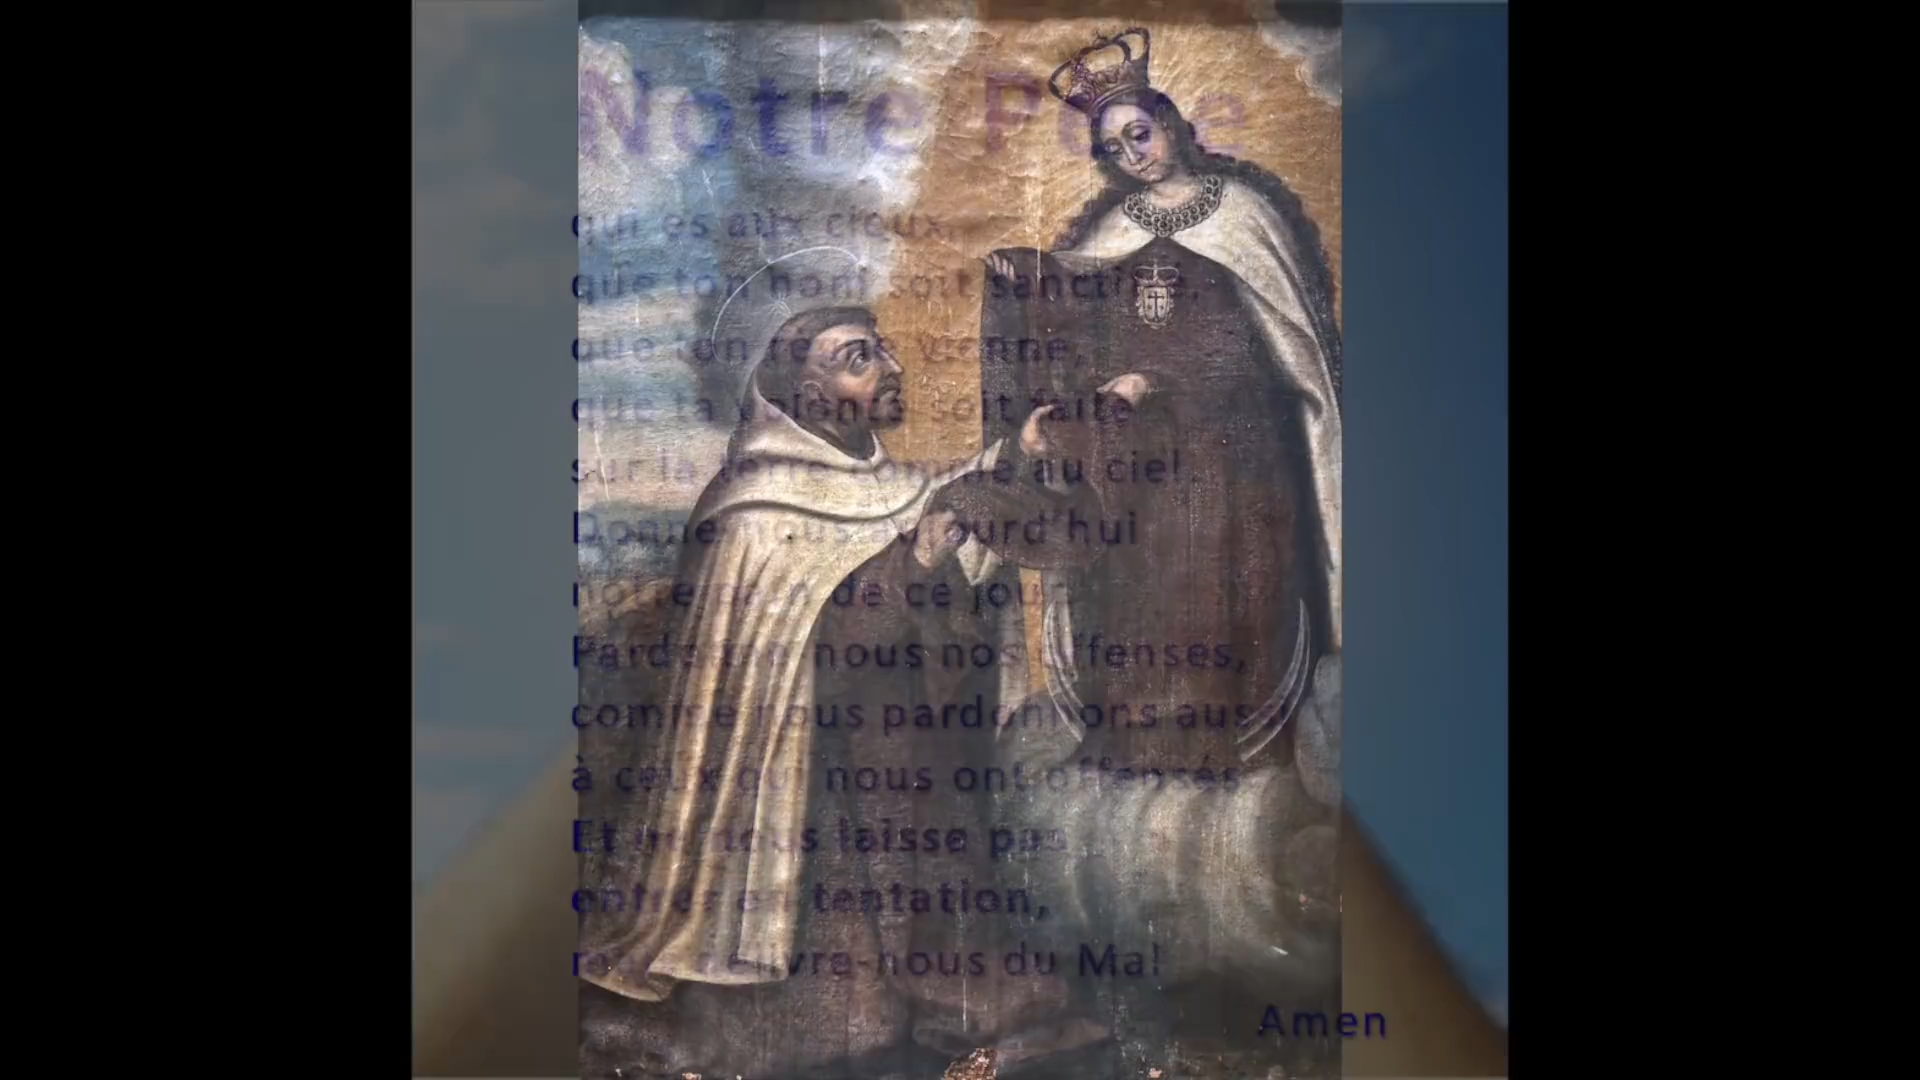 Notre Père
qui es aux cieux,
que ton nom soit sanctifié,
que ton règne vienne,
que ta volonté soit faite
sur la terre comme au ciel.
Donne-nous aujourd'hui
notre pain de ce jour
Pardonne-nous nos offenses,
comme nous pardonnons aussi
à ceux qui nous ont offensés
Et ne nous laisse pas
entrer en tentation,
mais délivre-nous du Mal
Amen